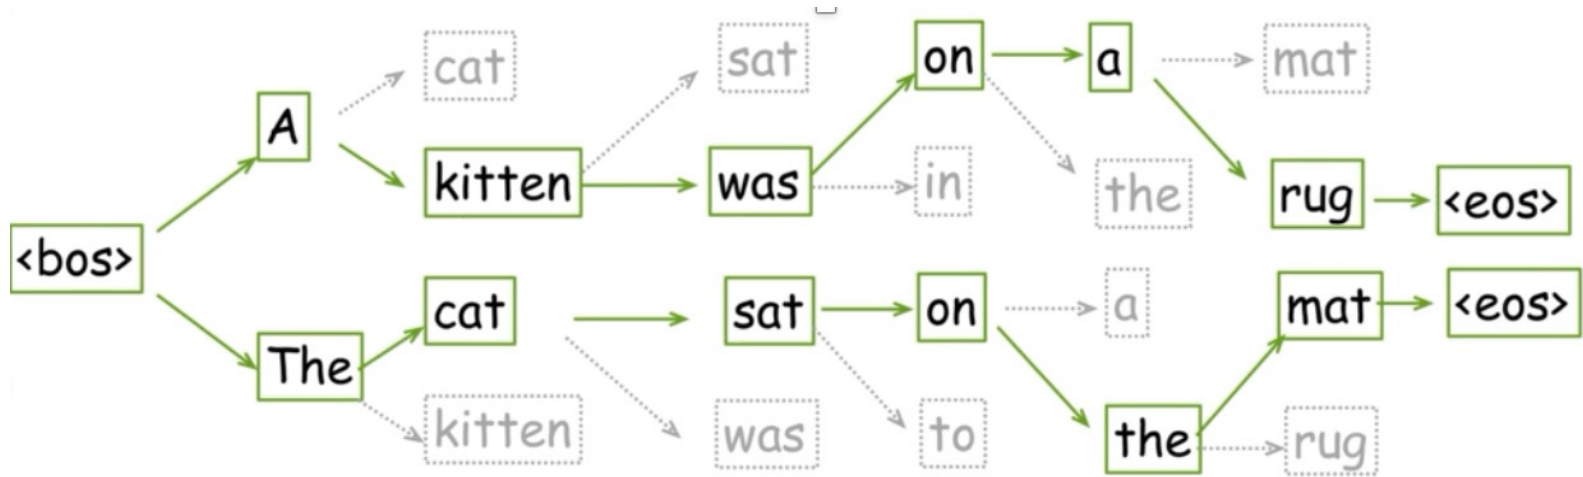 cat sat on a mat
A
kitten was in the rug <eos>
<bos>
cat sat on a mat <eos>
The
kitten was to the rug